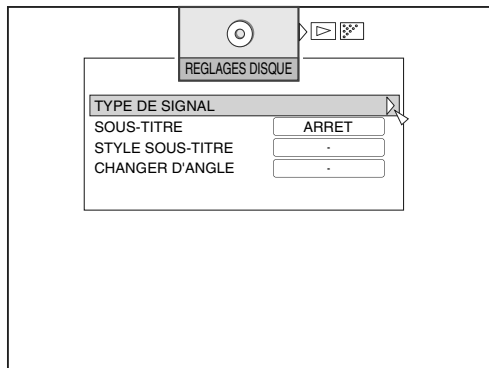 REGLAGES DISQUE
TYPE DE SIGNAL
SOUS-TITRE ARRET
STYLE SOUS-TITRE -
CHANGER D'ANGLE -